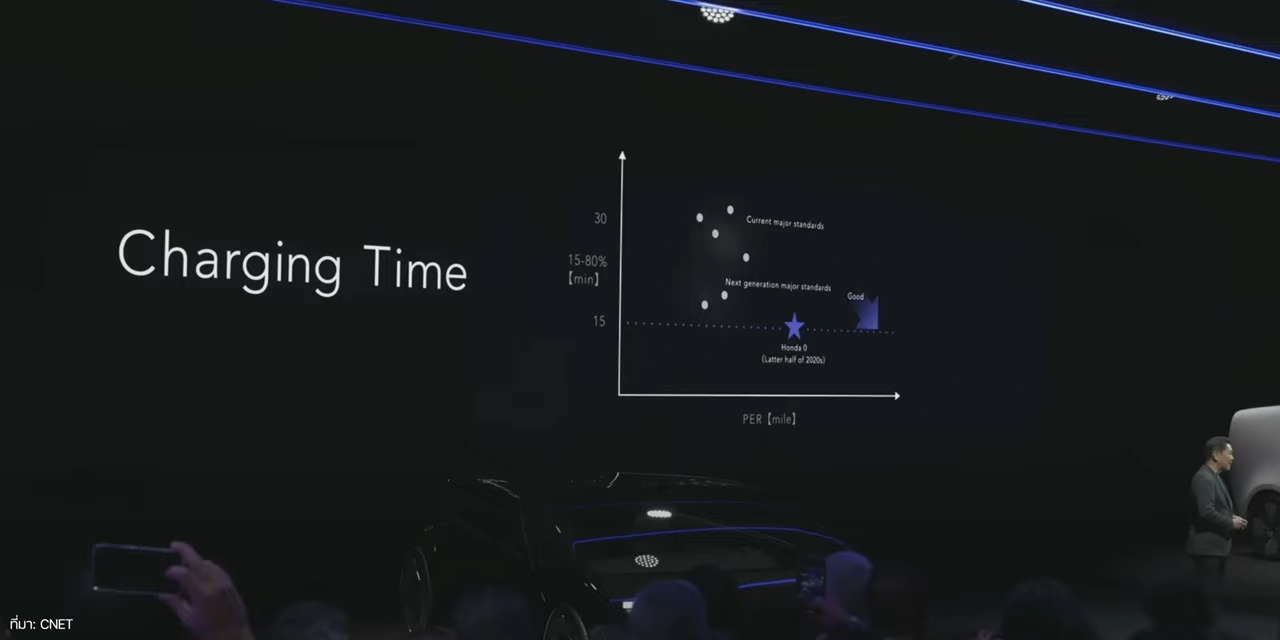 Charging Time
30
Current major standards
15-80%
【min】
Next generation major standards
Good
15
Honda 0
(Latter half of 2020s)
PER【mile】
ที่มา: CNET